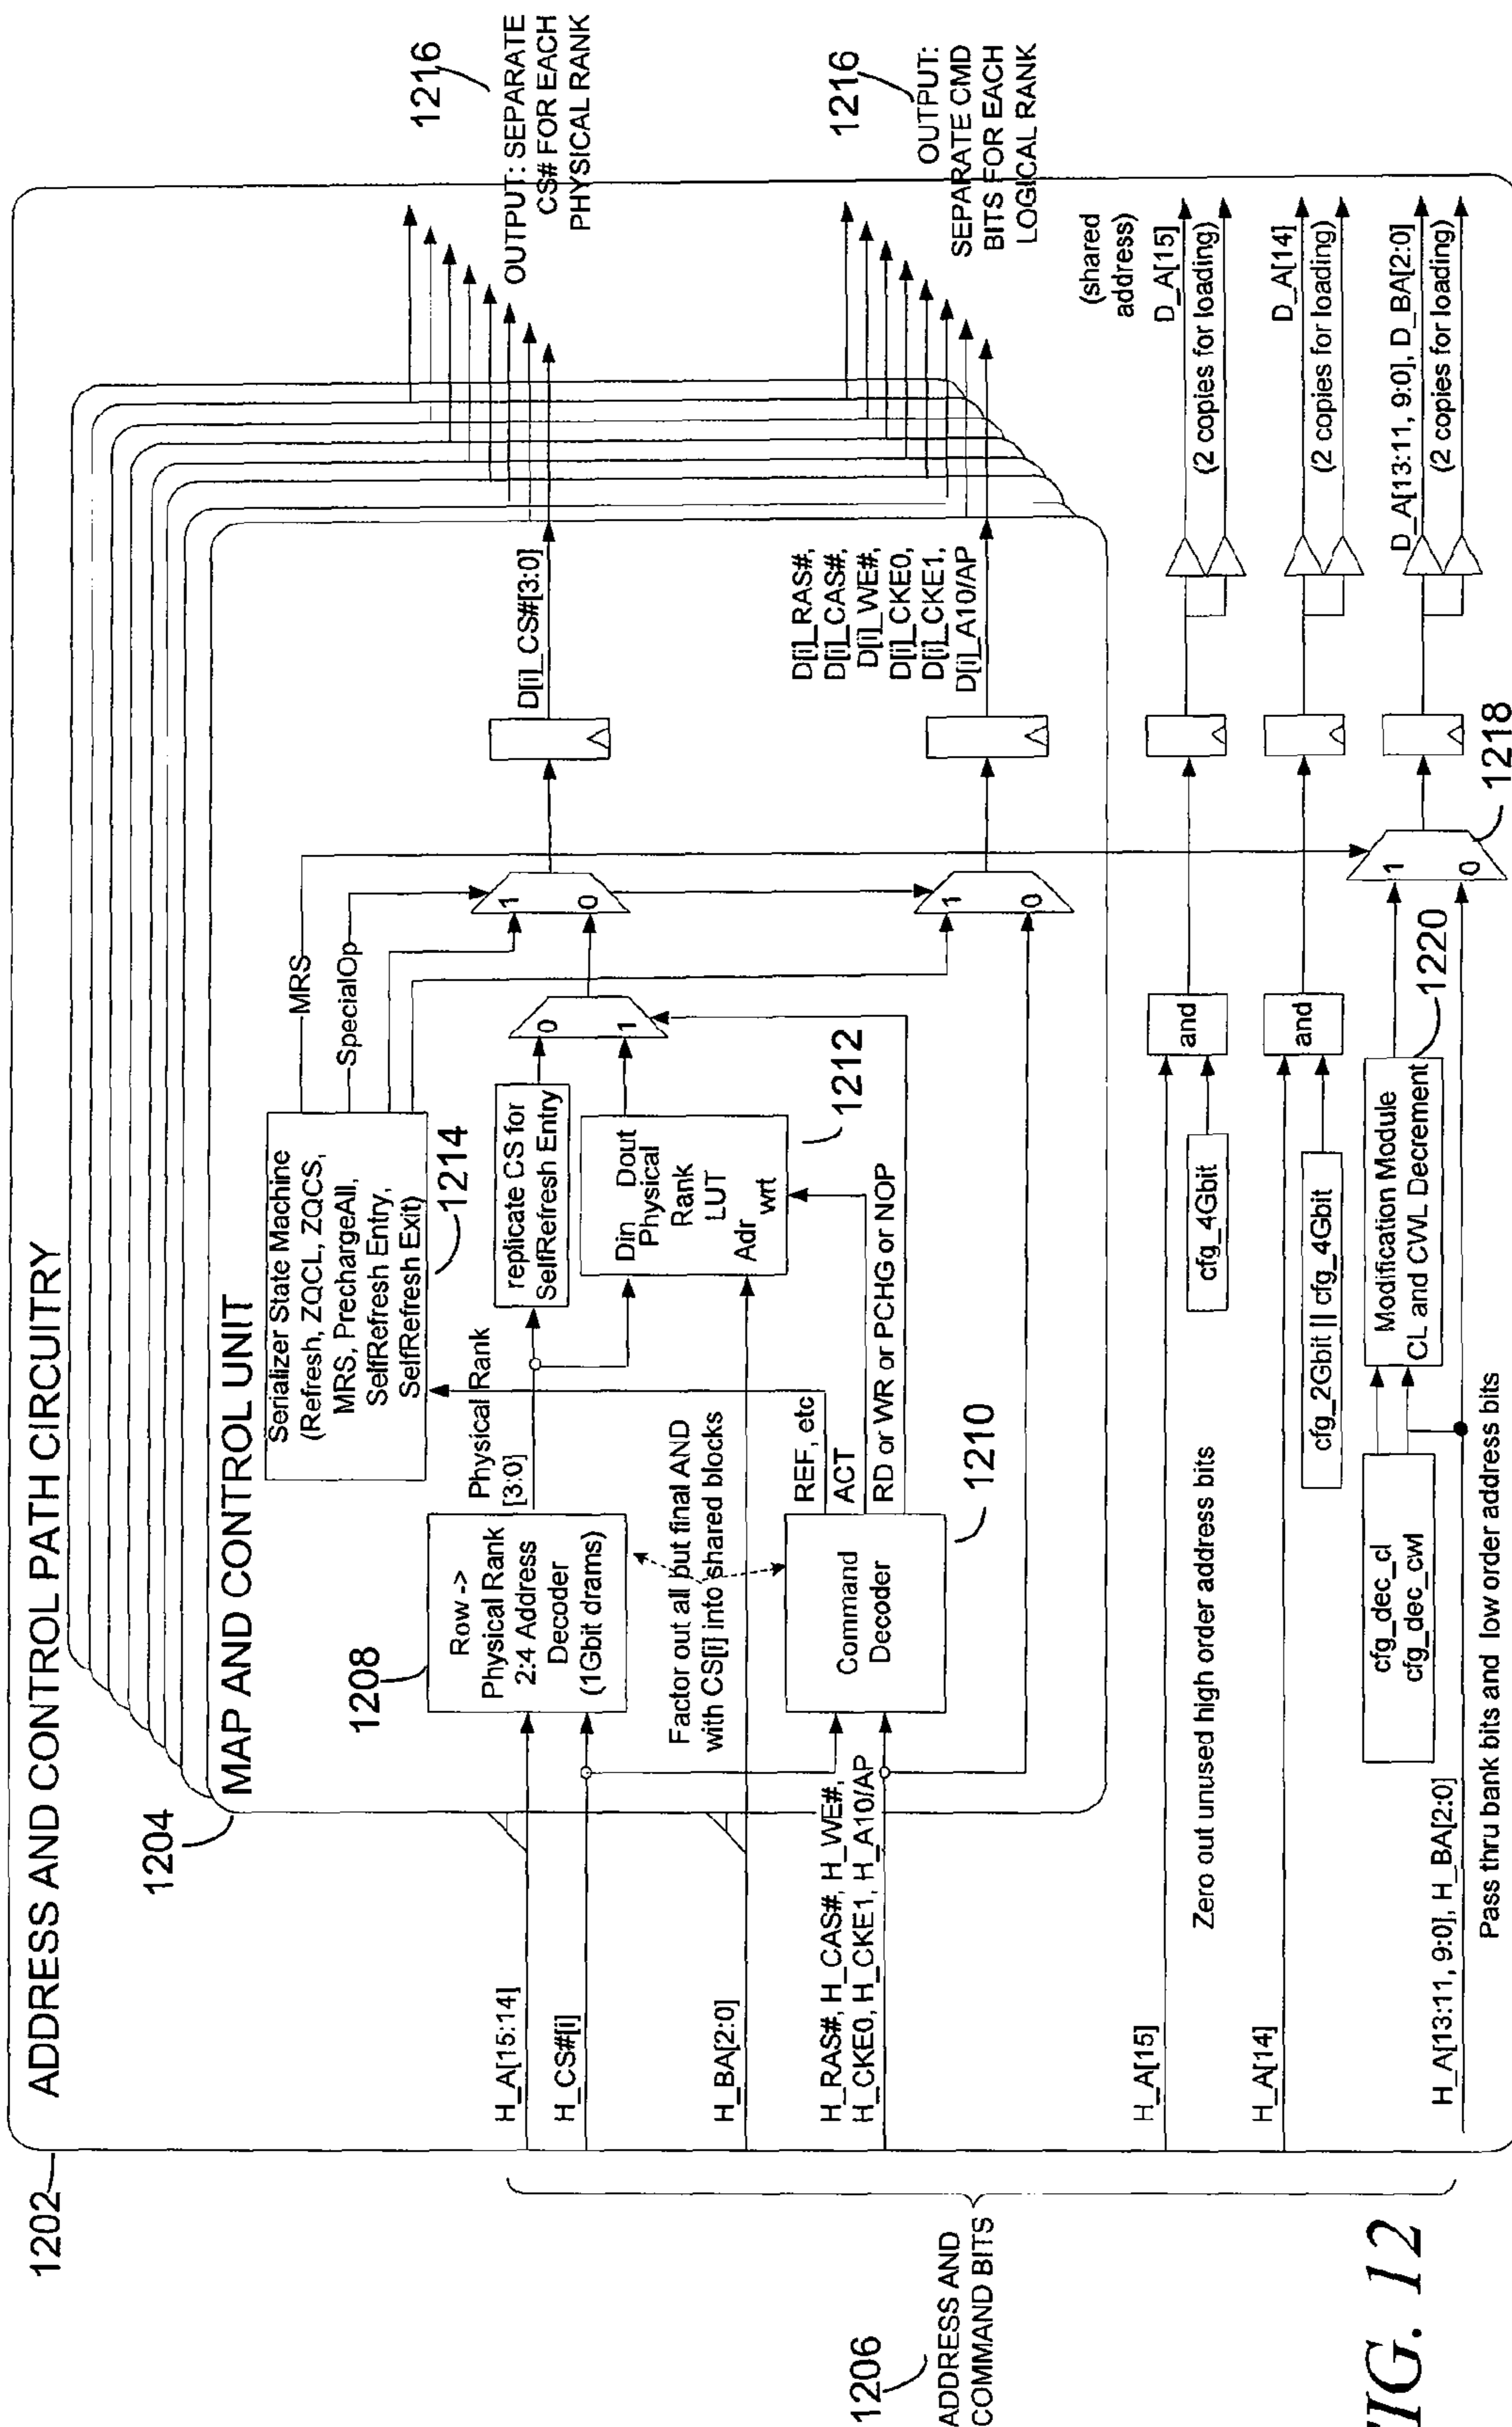 1202
ADDRESS AND CONTROL PATH CIRCUITRY
1204
MAP AND CONTROL UNIT
Serializer State Machine
(Refresh, ZQCL, ZQCS,
MRS, PrechargeAll,
SelfRefresh Entry,
SelfRefresh Exit)
1214
MRS
SpecialOp
1208
Row ->
Physical Rank
2:4 Address
Decoder
(1Gbit drams)
Physical Rank
[3:0]
replicate CS for
SelfRefresh Entry
0
1
Din Dout
Physical
Rank
LUT
Adr
wrt
1212
1
0
D[i]_CS#[3:0]
1216
OUTPUT: SEPARATE
CS# FOR EACH
PHYSICAL RANK
Factor out all but final AND
with CS[i] into shared blocks
Command
Decoder
1210
REF, etc
ACT
RD or WR or PCHG or NOP
1
0
D[i]_RAS#,
D[i]_CAS#,
D[i]_WE#,
D[i]_CKE0,
D[i]_CKE1,
D[i]_A10/AP
1216
OUTPUT:
SEPARATE CMD
BITS FOR EACH
LOGICAL RANK
1206
ADDRESS AND
COMMAND BITS
H_A[15:14]
H_CS#[i]
H_BA[2:0]
H_RAS#, H_CAS#, H_WE#,
H_CKE0, H_CKE1, H_A10/AP
H_A[15]
Zero out unused high order address bits
cfg_4Gbit
and
(shared
address)
D_A[15]
(2 copies for loading)
H_A[14]
cfg_2Gbit || cfg_4Gbit
and
D_A[14]
(2 copies for loading)
H_A[13:11, 9:0], H_BA[2:0]
cfg_dec_cl
cfg_dec_cwl
Modification Module
CL and CWL Decrement
1220
1
0
1218
D_A[13:11, 9:0], D_BA[2:0]
(2 copies for loading)
Pass thru bank bits and low order address bits
FIG. 12